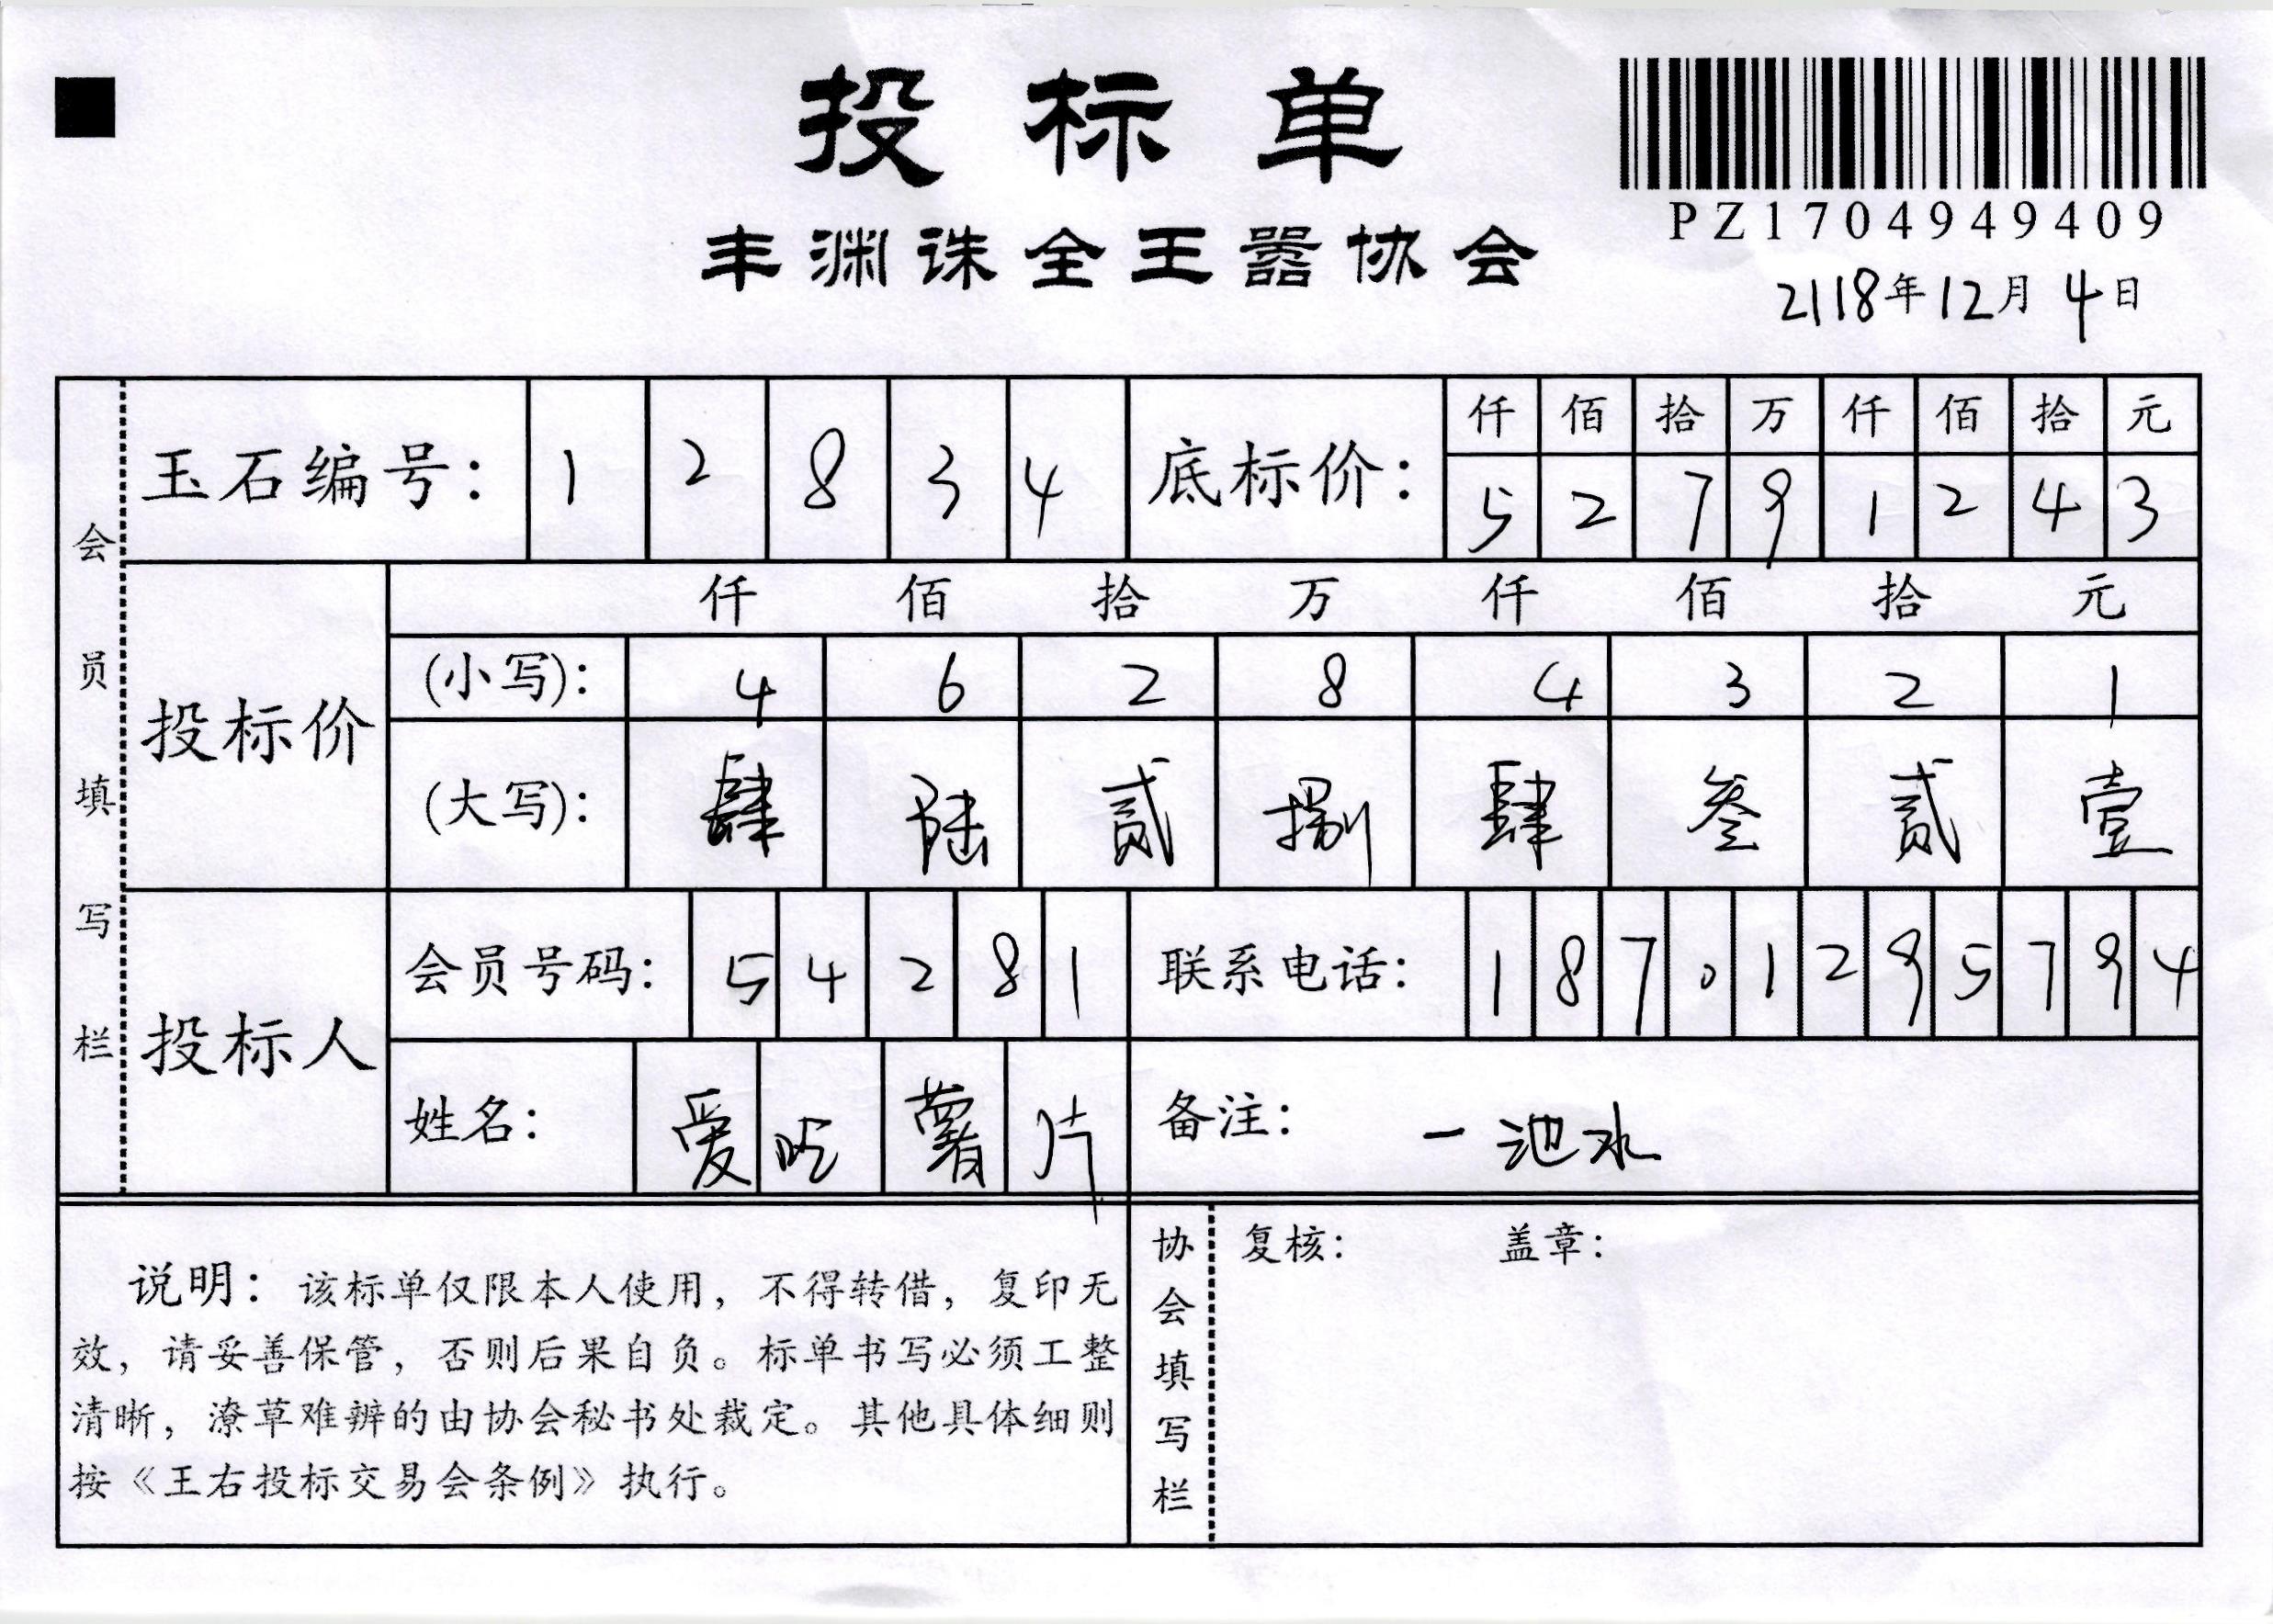 投标单
PZ1704949409
丰渊诛全王嚣协会
2118年12月4日
会员填写栏
玉石编号: 1 2 8 3 4
底标价: 仟 佰 拾 万 仟 佰 拾 元
5 2 7 9 1 2 4 3
投标价
仟 佰 拾 万 仟 佰 拾 元
(小写): 4 6 2 8 4 3 2 1
(大写): 肆 陆 贰 捌 肆 叁 贰 壹
投标人
会员号码: 5 4 2 8 1
联系电话: 1 8 7 0 1 2 9 5 7 9 4
姓名: 爱吃薯片
备注: 一池水
说明: 该标单仅限本人使用, 不得转借, 复印无
效, 请妥善保管, 否则后果自负。标单书写必须工整
清晰, 潦草难辨的由协会秘书处裁定。其他具体细则
按《王右投标交易会条例》执行。
协会填写栏
复核: 盖章: